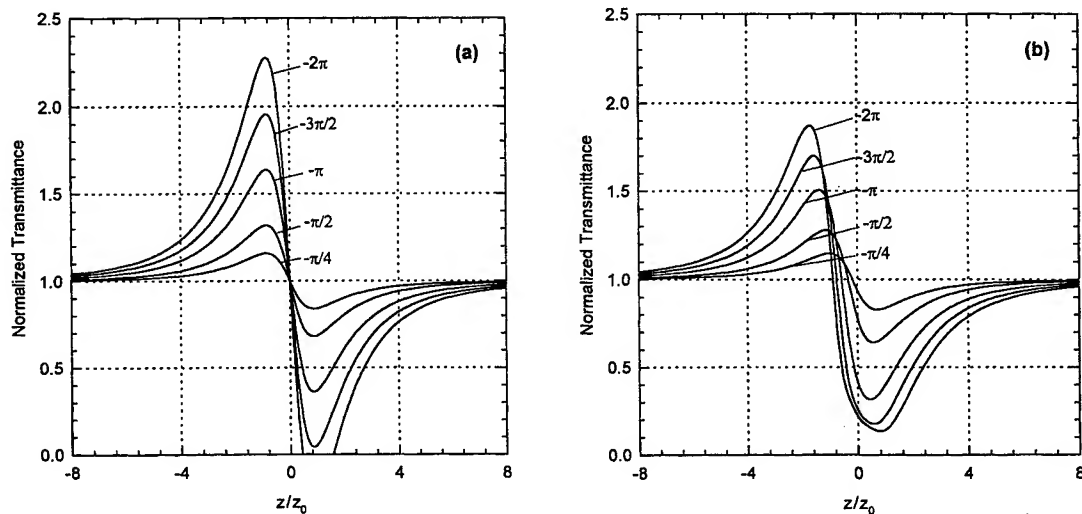 (a)
2.5
2.0
1.5
1.0
0.5
0.0
Normalized Transmittance
-2π
-3π/2
-π
-π/2
-π/4
-8
-4
0
4
8
z/z₀
(b)
2.5
2.0
1.5
1.0
0.5
0.0
Normalized Transmittance
-2π
-3π/2
-π
-π/2
-π/4
-8
-4
0
4
8
z/z₀